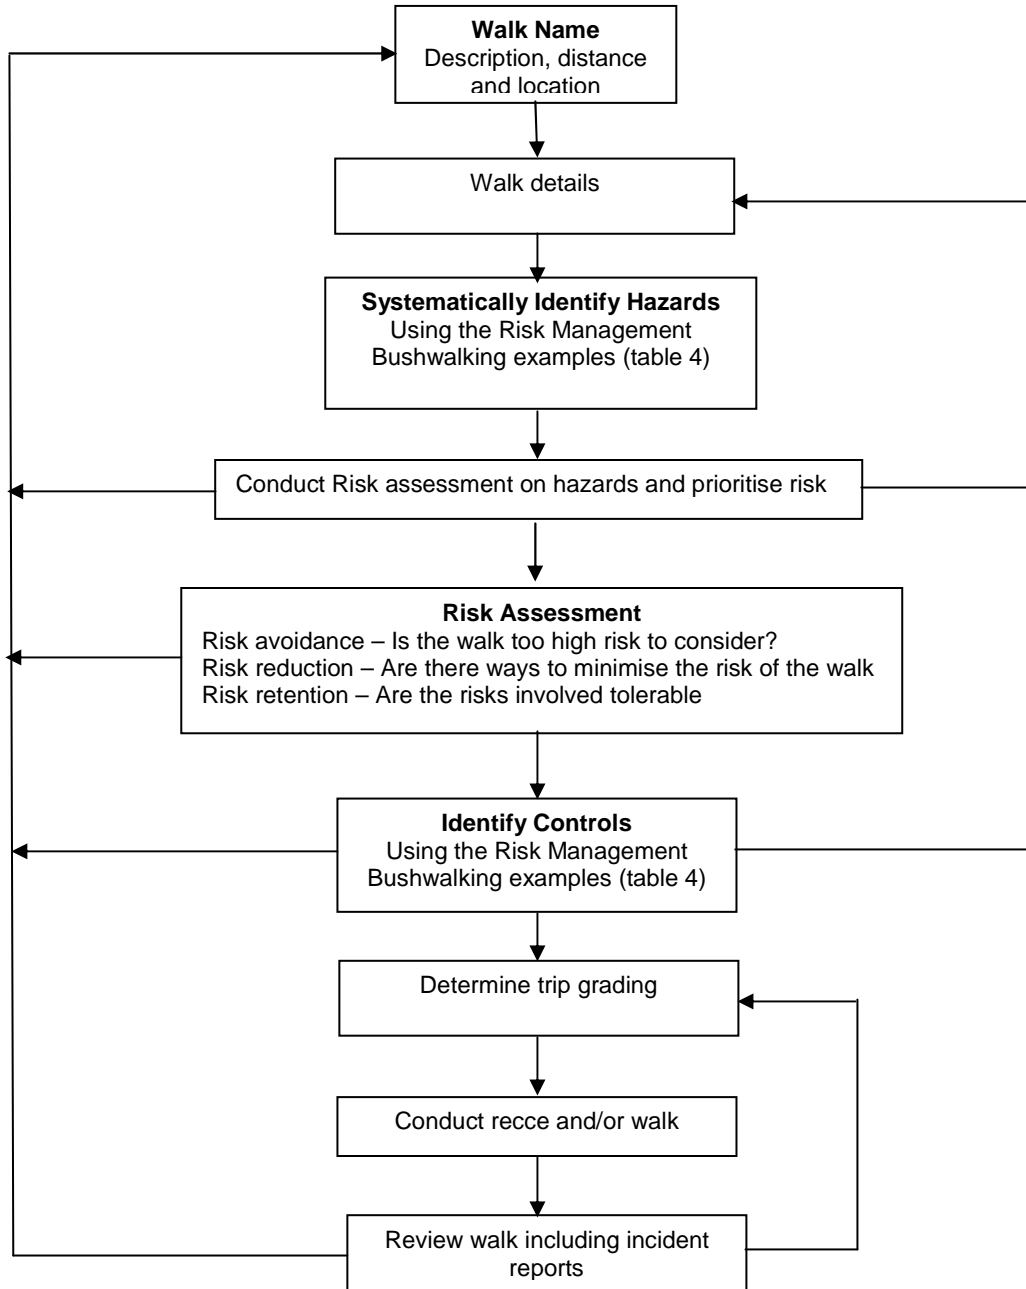 Walk Name
Description, distance
and location
Walk details
Systematically Identify Hazards
Using the Risk Management
Bushwalking examples (table 4)
Conduct Risk assessment on hazards and prioritise risk
Risk Assessment
Risk avoidance – Is the walk too high risk to consider?
Risk reduction – Are there ways to minimise the risk of the walk
Risk retention – Are the risks involved tolerable
Identify Controls
Using the Risk Management
Bushwalking examples (table 4)
Determine trip grading
Conduct recce and/or walk
Review walk including incident
reports